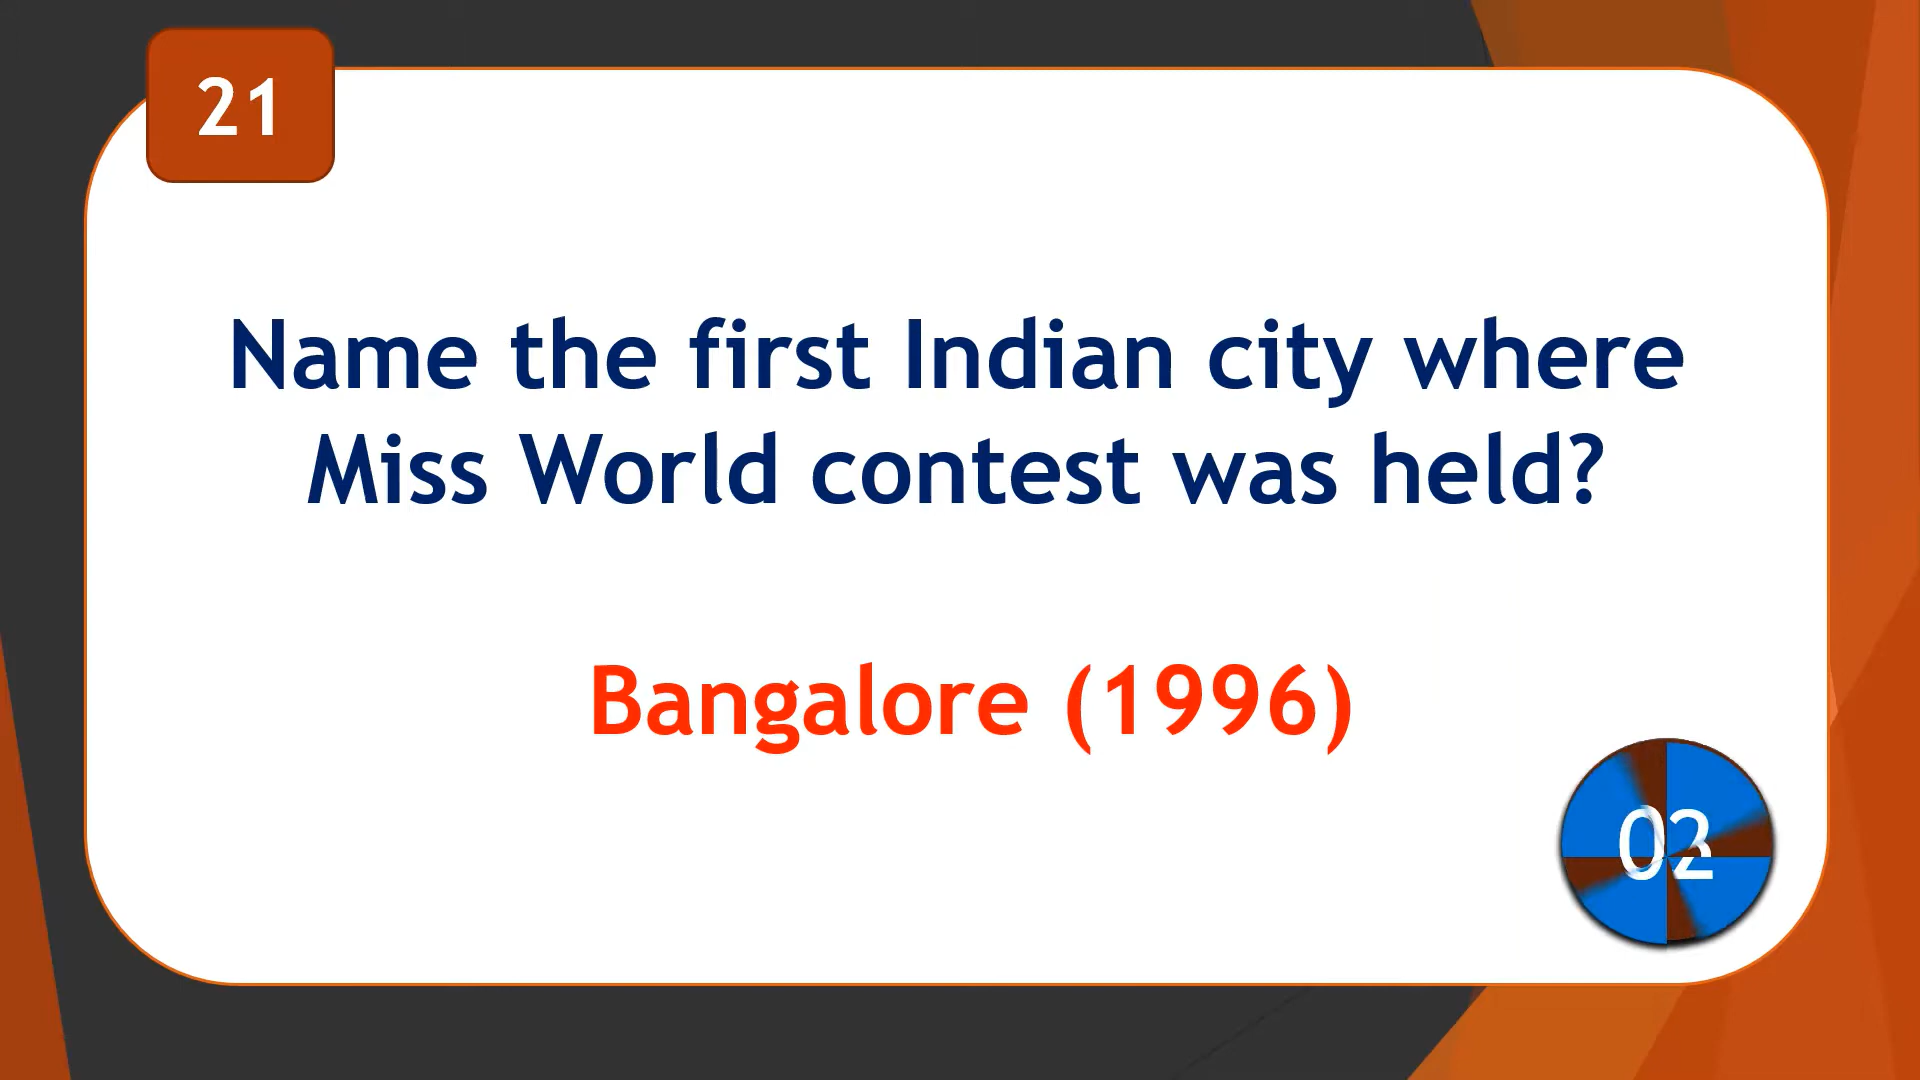 21
Name the first Indian city where
Miss World contest was held?
Bangalore (1996)
02